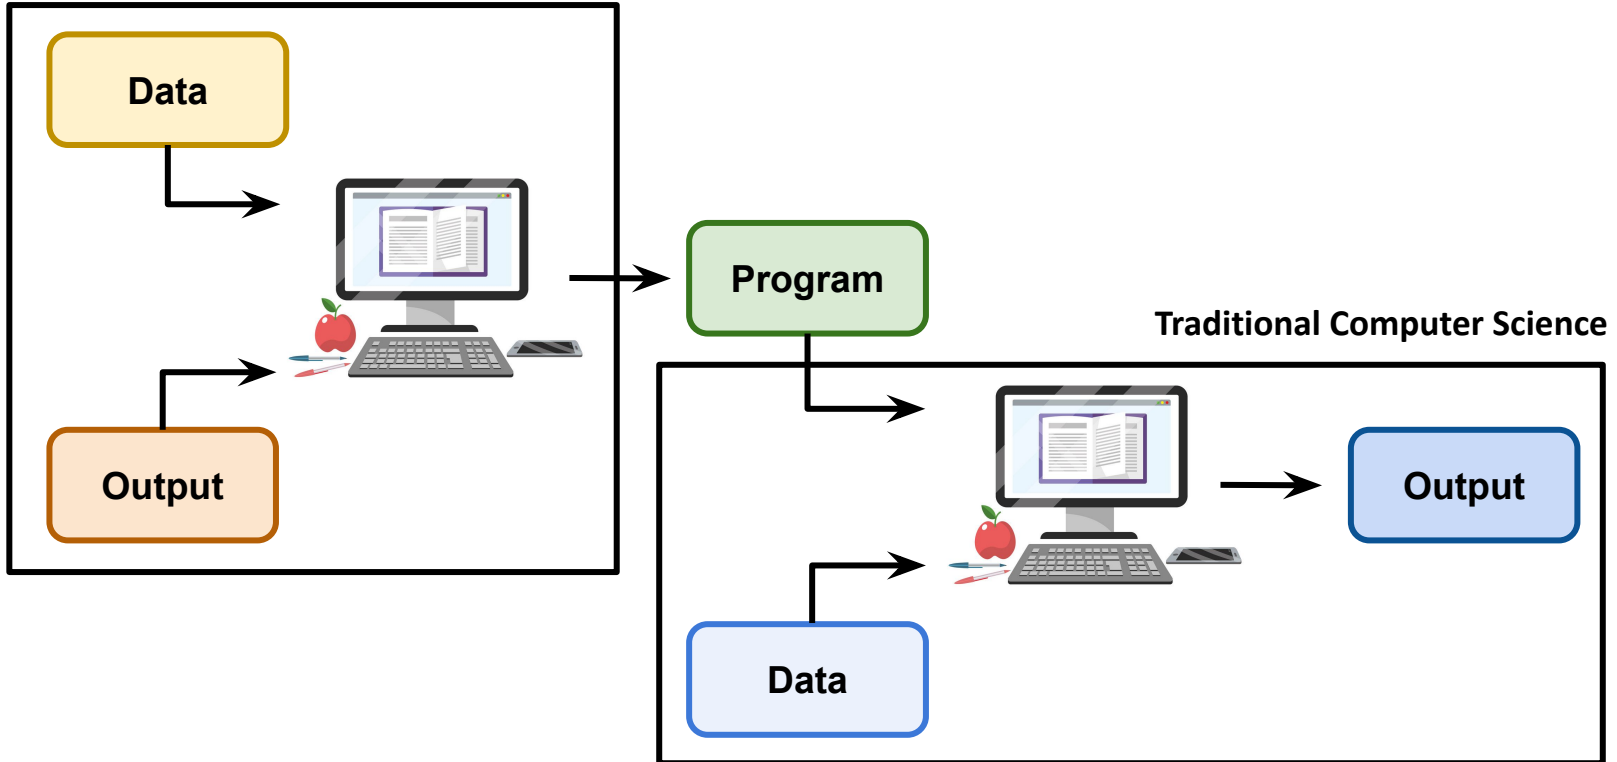 Data
Output
Program
Traditional Computer Science
Output
Data